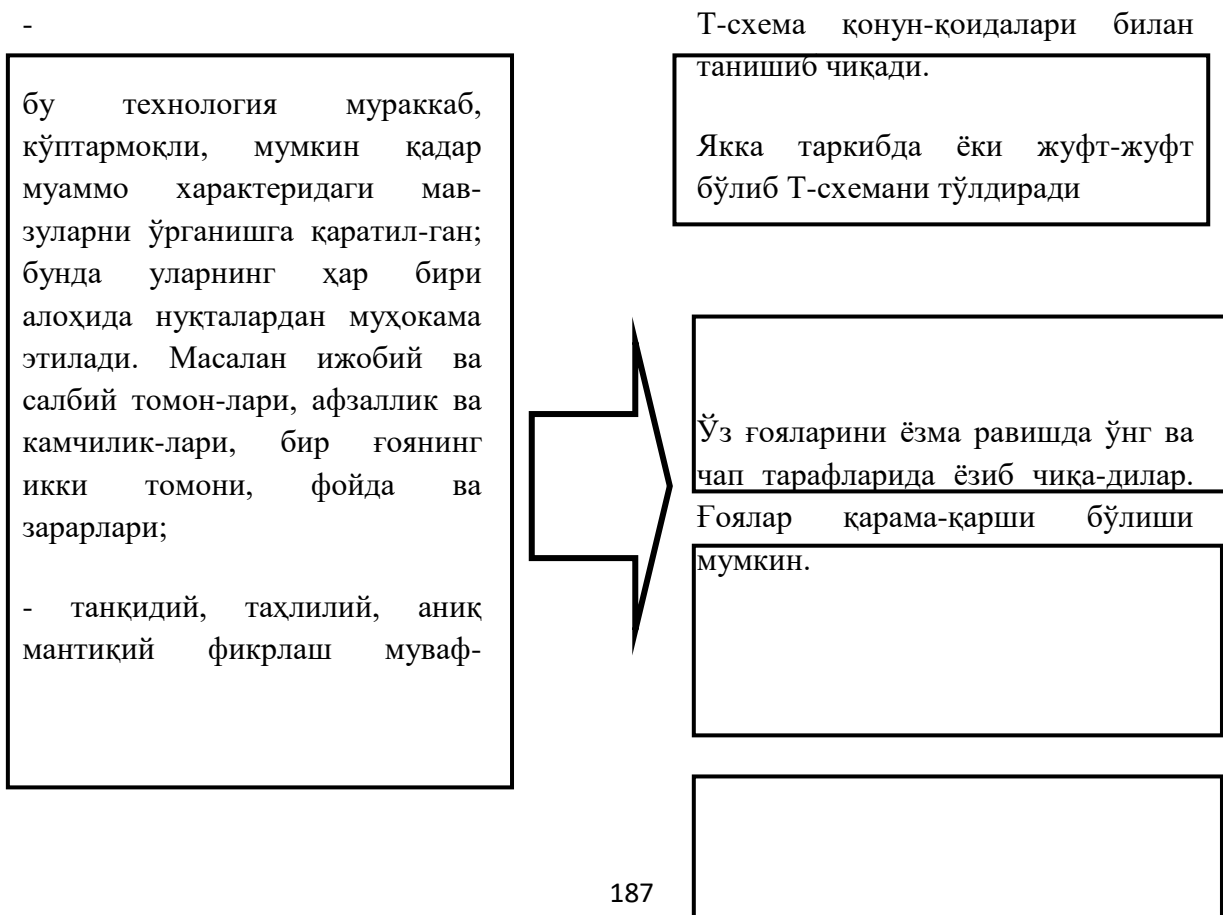 -
бу технология мураккаб,
кўптармоқли, мумкин қадар
муаммо характеридаги мав-
зуларни ўрганишга қаратил-ган;
бунда уларнинг ҳар бири
алоҳида нуқталардан муҳокама
этилади. Масалан ижобий ва
салбий томон-лари, афзаллик ва
камчилик-лари, бир ғоянинг
икки томони, фойда ва
зарарлари;
- танқидий, таҳлилий, аниқ
мантиқий фикрлаш муваф-
Т-схема қонун-қоидалари билан
танишиб чиқади.
Якка таркибда ёки жуфт-жуфт
бўлиб Т-схемани тўлдиради
Ўз ғояларини ёзма равишда ўнг ва
чап тарафларида ёзиб чиқа-дилар.
Ғоялар қарама-қарши бўлиши
мумкин.
187